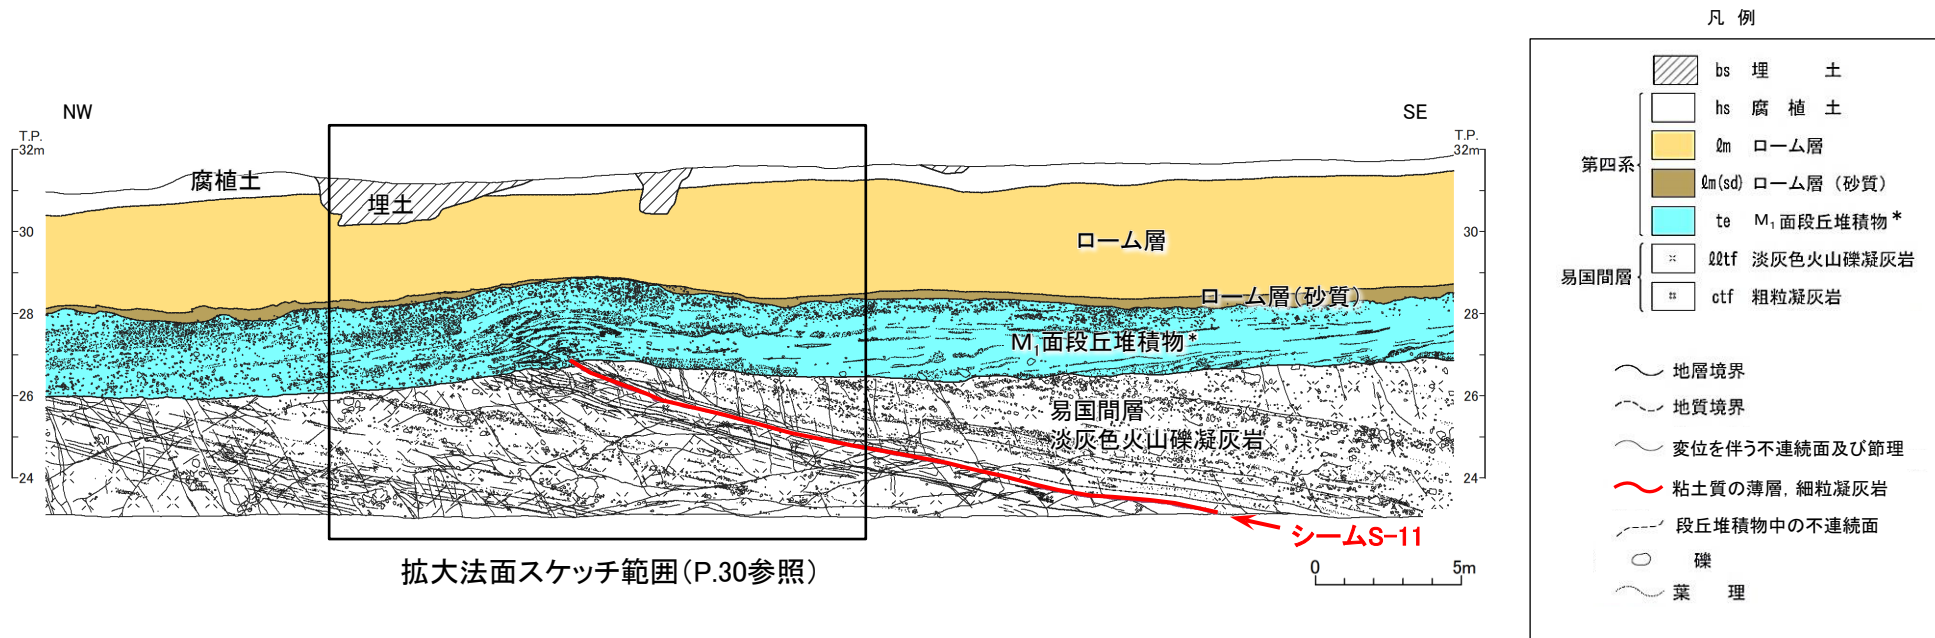 凡 例
bs 埋 土
hs 腐 植 土
ℓm ローム層
ℓm(sd) ローム層（砂質）
te M₁面段丘堆積物*
ℓℓtf 淡灰色火山礫凝灰岩
ctf 粗粒凝灰岩
第四系
易国間層
地層境界
地質境界
変位を伴う不連続面及び節理
粘土質の薄層，細粒凝灰岩
段丘堆積物中の不連続面
礫
葉 理
NW
SE
T.P.
32m
30
28
26
24
T.P.
32m
30
28
26
24
腐植土
埋土
ローム層
ローム層（砂質）
M₁面段丘堆積物*
易国間層
淡灰色火山礫凝灰岩
シームS-11
拡大法面スケッチ範囲（P.30参照）
0 5m